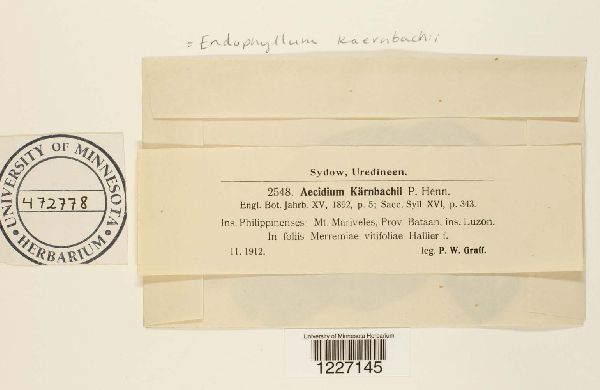 = Endophyllum kaernbachii
UNIVERSITY OF MINNESOTA
472778
HERBARIUM
Sydow, Uredineen.
2548. Aecidium Kärnbachii P. Henn.
Engl. Bot. Jahrb. XV, 1892, p. 5; Sacc. Syll. XVI, p. 343.
Ins. Philippinenses: Mt. Mariveles, Prov. Bataan, ins. Luzon.
In foliis Merremiae vitifoliae Hallier f.
11. 1912.
leg. P. W. Graff.
University of Minnesota Herbarium
1227145